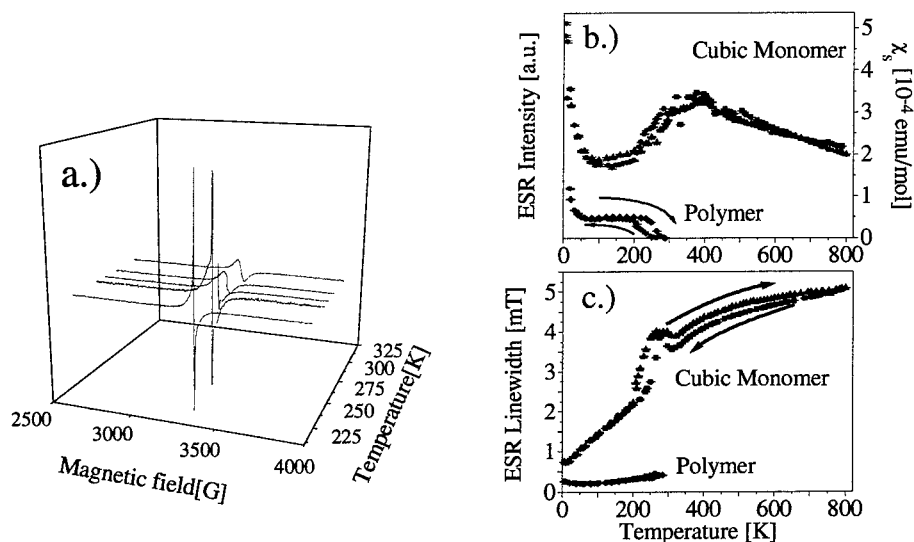 a.)
2500
3000
3500
4000
Magnetic field[G]
225
250
275
300
325
Temperature[K]
b.)
Cubic Monomer
Polymer
ESR Intensity [a.u.]
χs [10-4 emu/mol]
5
4
3
2
1
0
0 200 400 600 800
c.)
Cubic Monomer
Polymer
ESR Linewidth [mT]
5
4
3
2
1
0
0 200 400 600 800
Temperature [K]